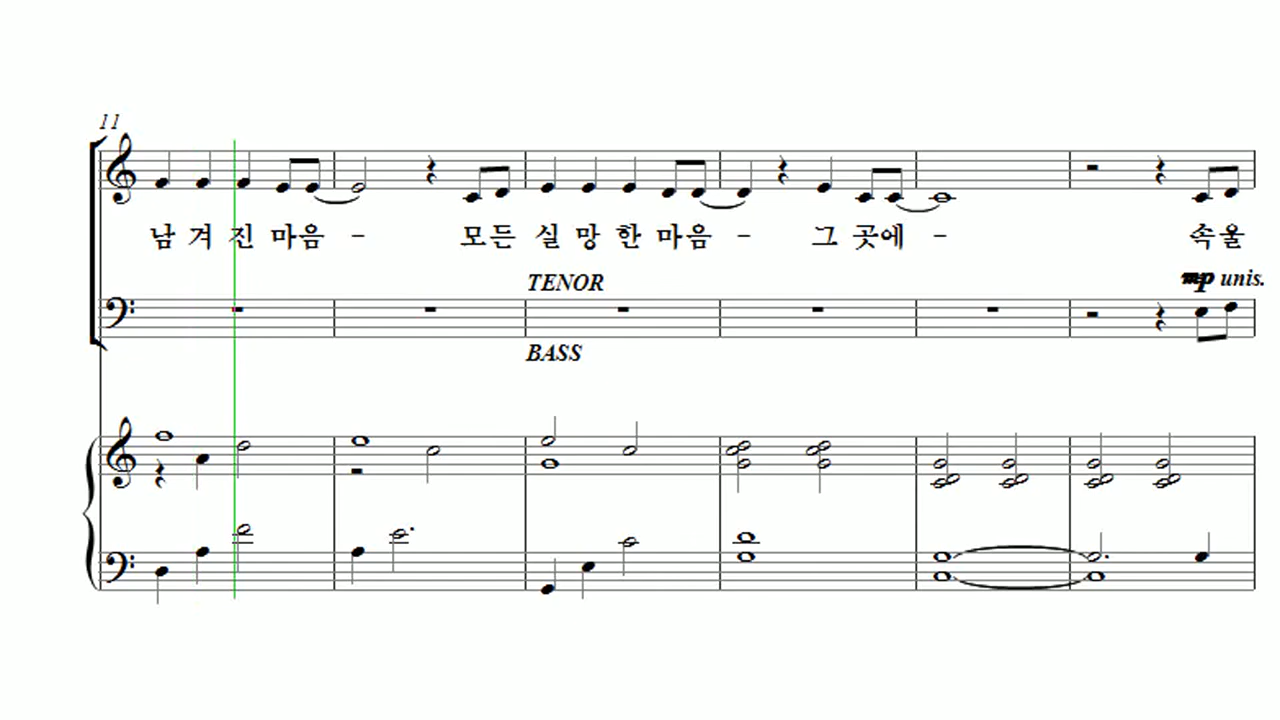 11
남 겨 진 마음 - 모든 실 망 한 마음 - 그 곳에 - 속울
TENOR
mp unis.
BASS